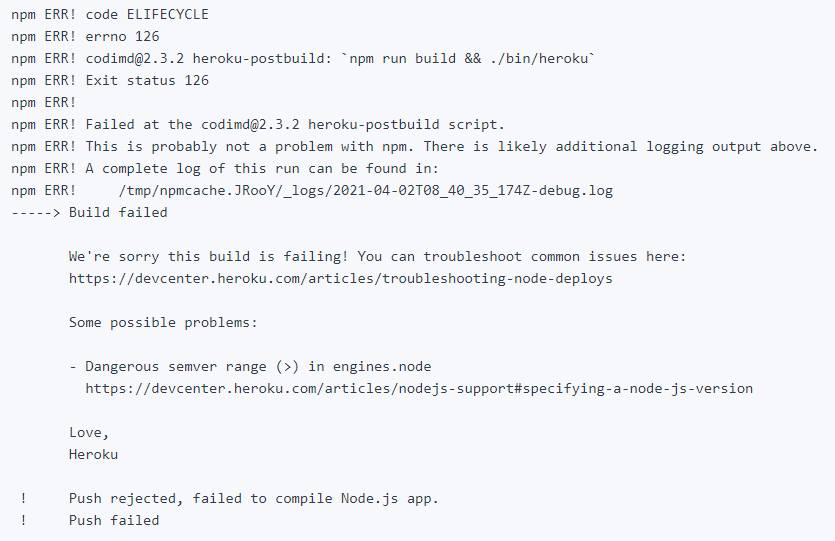 npm ERR! code ELIFECYCLE
npm ERR! errno 126
npm ERR! codimd@2.3.2 heroku-postbuild: `npm run build && ./bin/heroku`
npm ERR! Exit status 126
npm ERR!
npm ERR! Failed at the codimd@2.3.2 heroku-postbuild script.
npm ERR! This is probably not a problem with npm. There is likely additional logging output above.
npm ERR! A complete log of this run can be found in:
npm ERR!     /tmp/npmcache.JRooY/_logs/2021-04-02T08_40_35_174Z-debug.log
-----> Build failed
We're sorry this build is failing! You can troubleshoot common issues here:
https://devcenter.heroku.com/articles/troubleshooting-node-deploys
Some possible problems:
- Dangerous semver range (>) in engines.node
https://devcenter.heroku.com/articles/nodejs-support#specifying-a-node-js-version
Love,
Heroku
!     Push rejected, failed to compile Node.js app.
!     Push failed